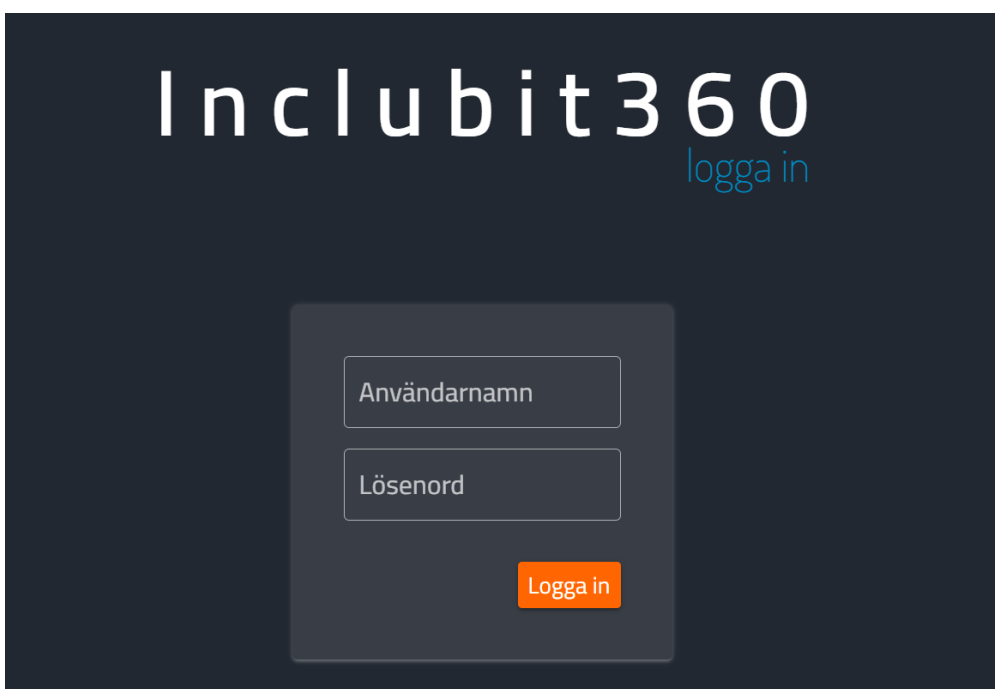 Inclubit360
logga in
Användarnamn
Lösenord
Logga in